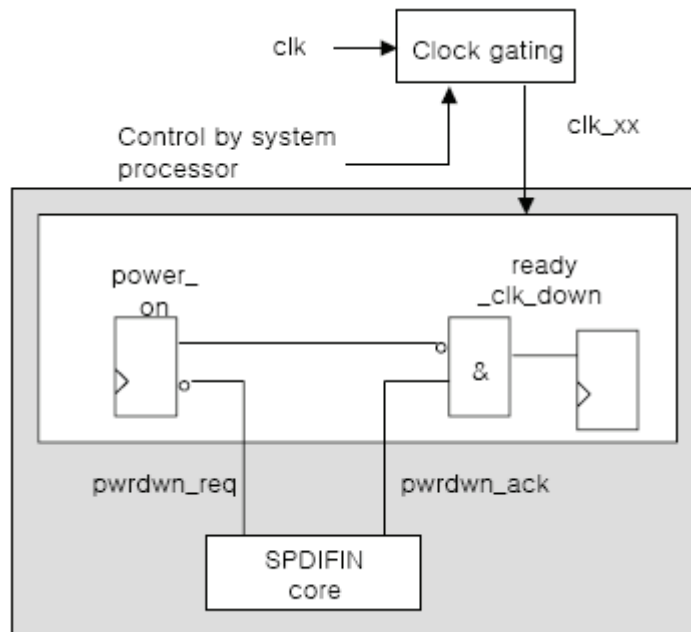 clk
Clock gating
clk_xx
Control by system
processor
power_
on
ready
_clk_down
&
pwrdwn_req
pwrdwn_ack
SPDIFIN
core